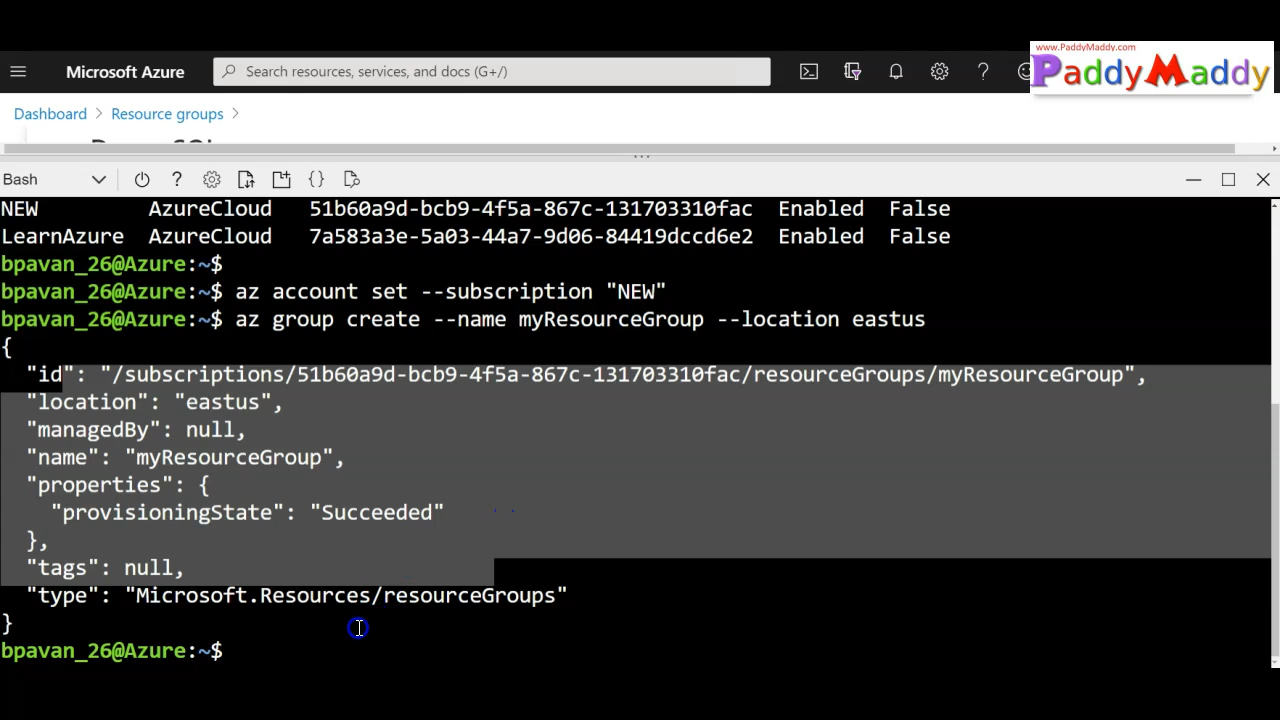 www.PaddyMaddy.com
PaddyMaddy
Microsoft Azure
Search resources, services, and docs (G+/)
Dashboard > Resource groups >
Bash
NEW AzureCloud 51b60a9d-bcb9-4f5a-867c-131703310fac Enabled False
LearnAzure AzureCloud 7a583a3e-5a03-44a7-9d06-84419dccd6e2 Enabled False
bpavan_26@Azure:~$
bpavan_26@Azure:~$ az account set --subscription "NEW"
bpavan_26@Azure:~$ az group create --name myResourceGroup --location eastus
{
"id": "/subscriptions/51b60a9d-bcb9-4f5a-867c-131703310fac/resourceGroups/myResourceGroup",
"location": "eastus",
"managedBy": null,
"name": "myResourceGroup",
"properties": {
"provisioningState": "Succeeded"
},
"tags": null,
"type": "Microsoft.Resources/resourceGroups"
}
bpavan_26@Azure:~$